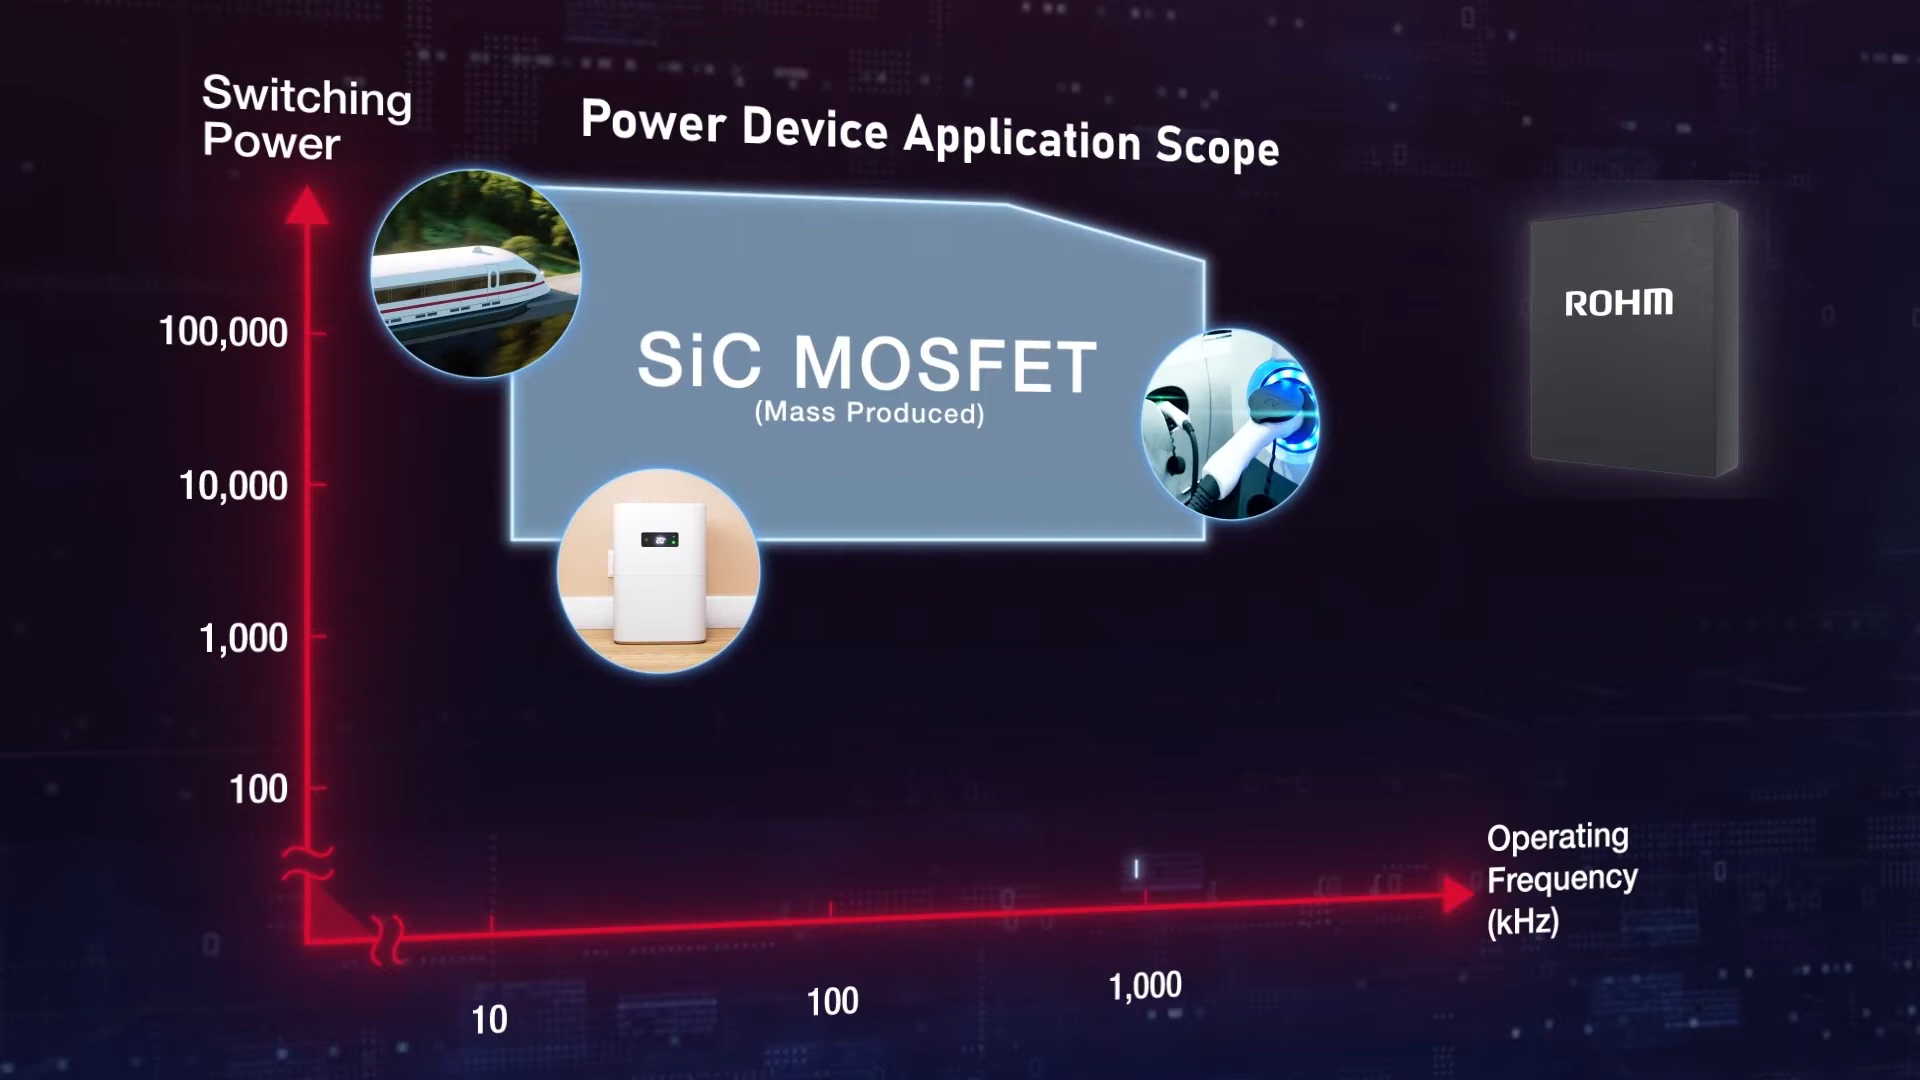 Switching
Power
Power Device Application Scope
100,000
10,000
1,000
100
SiC MOSFET
(Mass Produced)
EV
ROHM
Operating
Frequency
(kHz)
10
100
1,000